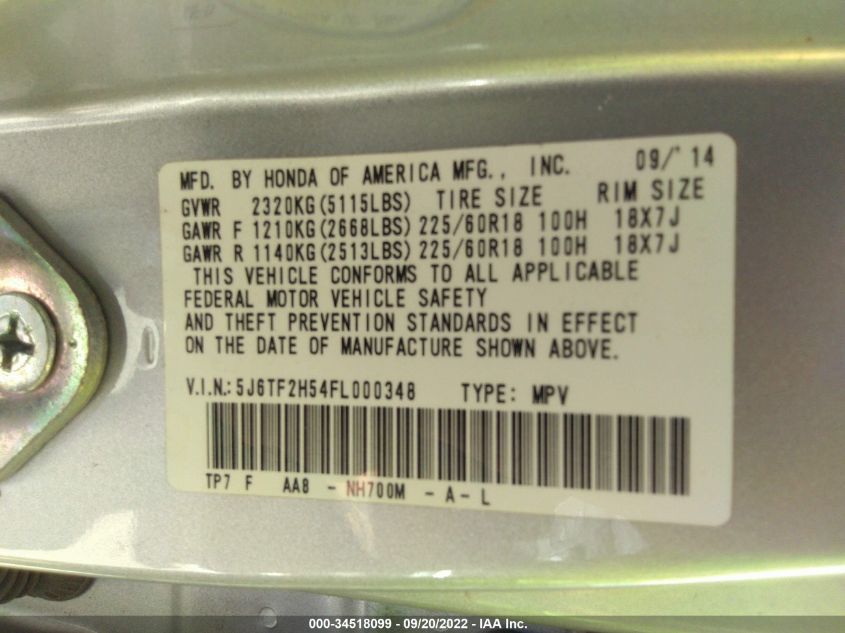 MFD. BY HONDA OF AMERICA MFG., INC. 09/'14
GVWR 2320KG(5115LBS) TIRE SIZE RIM SIZE
GAWR F 1210KG(2668LBS) 225/60R18 100H 18X7J
GAWR R 1140KG(2513LBS) 225/60R18 100H 18X7J
THIS VEHICLE CONFORMS TO ALL APPLICABLE
FEDERAL MOTOR VEHICLE SAFETY
AND THEFT PREVENTION STANDARDS IN EFFECT
ON THE DATE OF MANUFACTURE SHOWN ABOVE.
V.I.N.: 5J6TF2H54FL000348 TYPE: MPV
TP7 F AA8 - NH700M - A - L
000-34518099 - 09/20/2022 - IAA Inc.